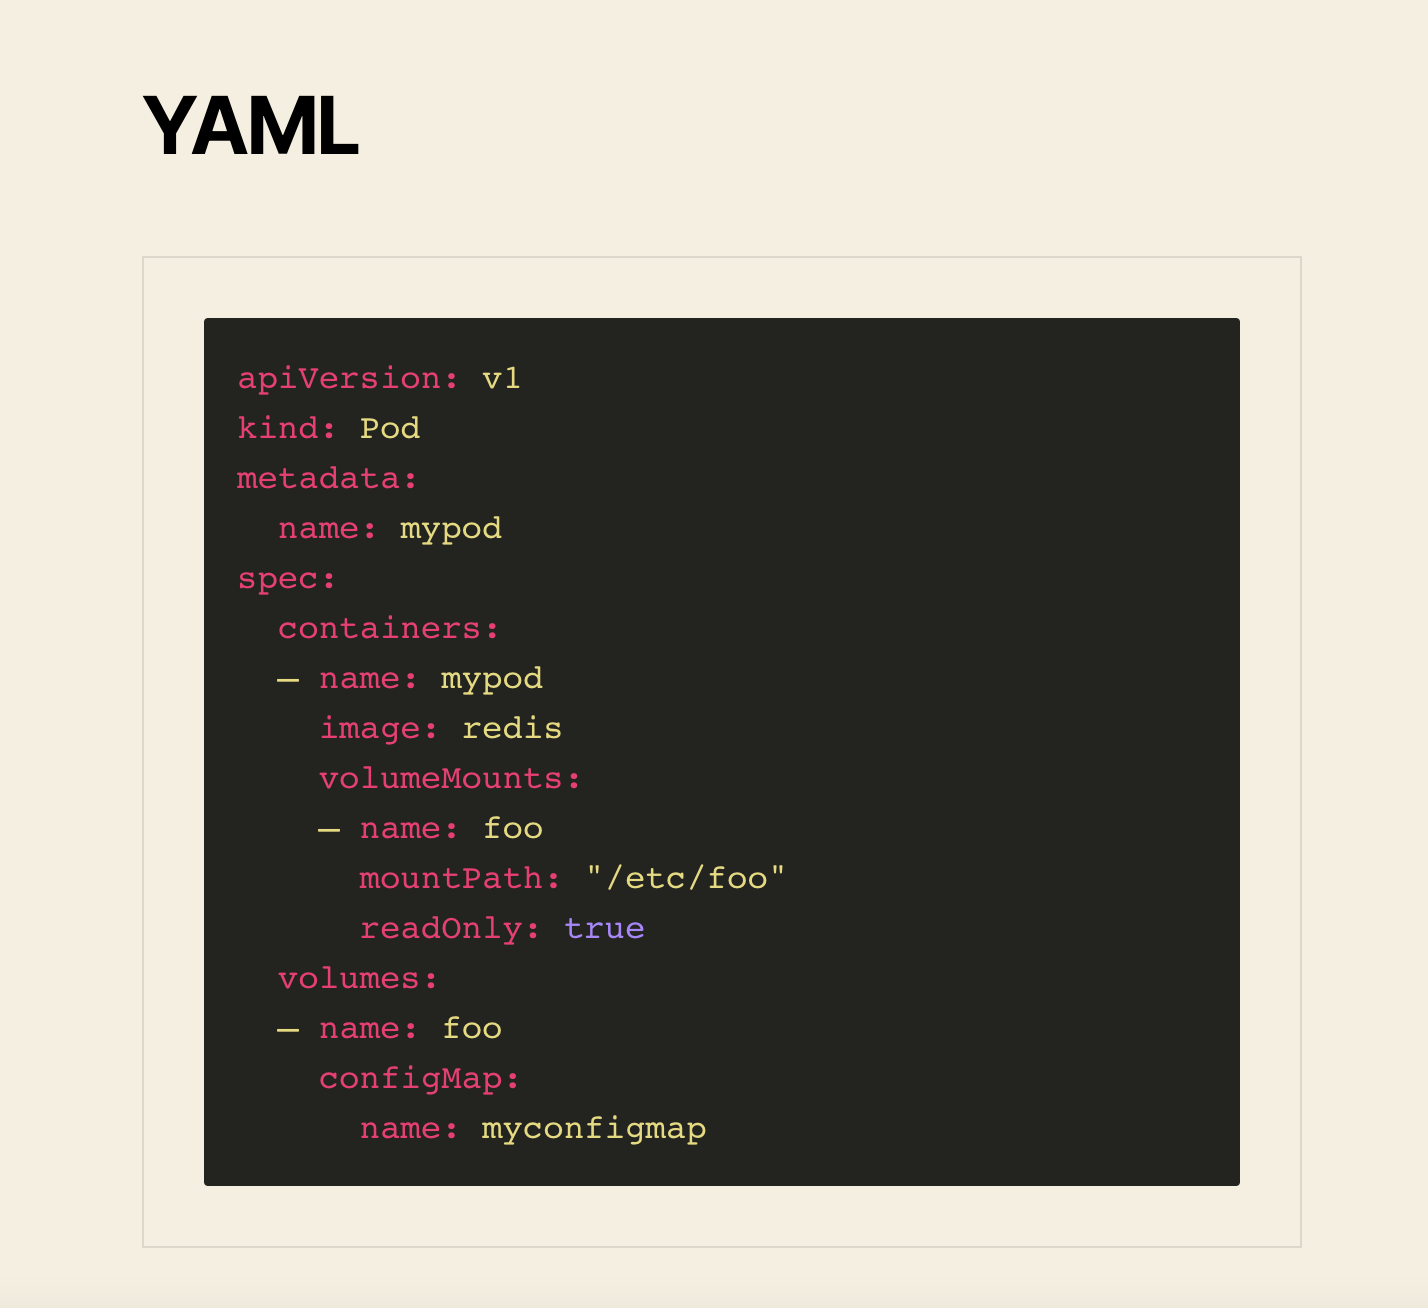 YAML
apiVersion: v1
kind: Pod
metadata:
  name: mypod
spec:
  containers:
  - name: mypod
    image: redis
    volumeMounts:
    - name: foo
      mountPath: "/etc/foo"
      readOnly: true
  volumes:
  - name: foo
    configMap:
      name: myconfigmap